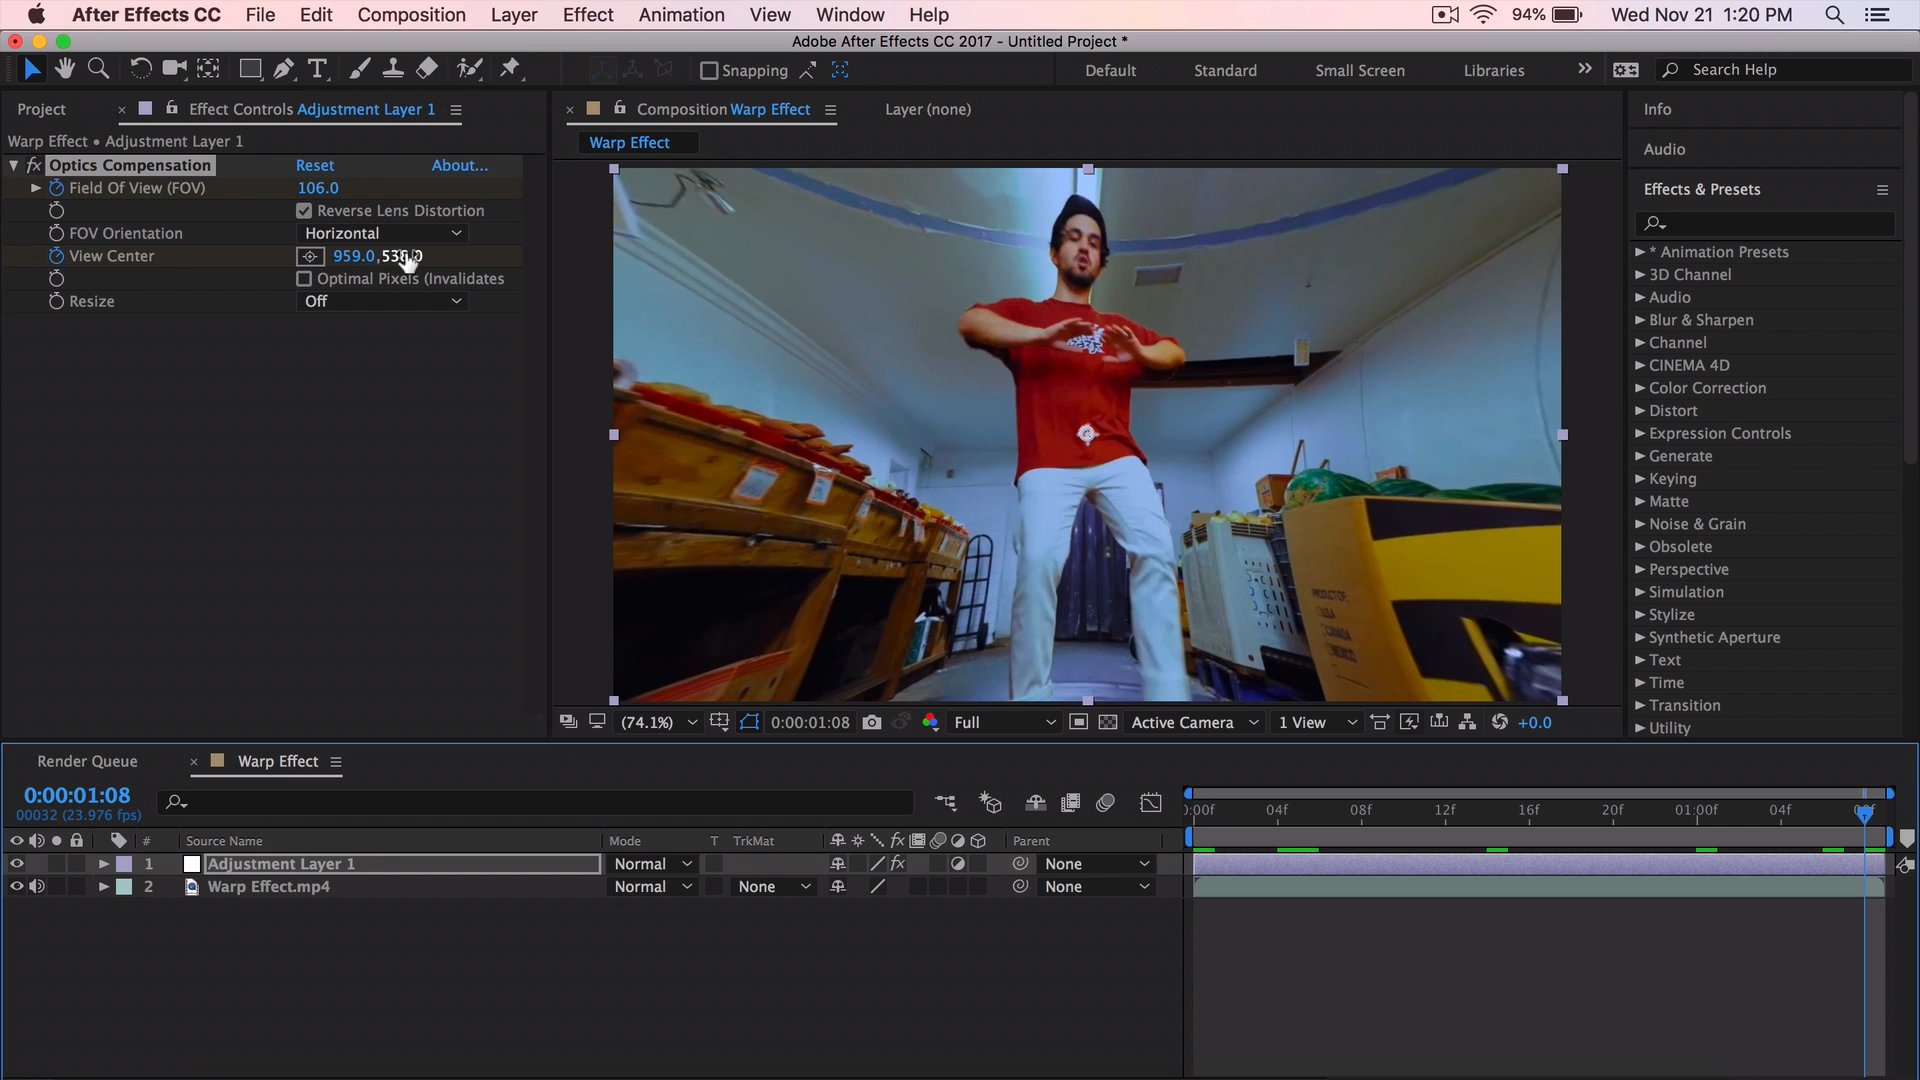 After Effects CC File Edit Composition Layer Effect Animation View Window Help 94% Wed Nov 21 1:20 PM
Adobe After Effects CC 2017 - Untitled Project *
Snapping Default Standard Small Screen Libraries Search Help
Project Effect Controls Adjustment Layer 1
Warp Effect • Adjustment Layer 1
fx Optics Compensation Reset About...
Field Of View (FOV) 106.0
Reverse Lens Distortion
FOV Orientation Horizontal
View Center 959.0,
Optimal Pixels (Invalidates
Resize Off
Composition Warp Effect Layer (none)
Warp Effect
PRODUCT OF:
(74.1%) 0:00:01:08 Full Active Camera 1 View +0.0
Info
Audio
Effects & Presets
* Animation Presets
3D Channel
Audio
Blur & Sharpen
Channel
CINEMA 4D
Color Correction
Distort
Expression Controls
Generate
Keying
Matte
Noise & Grain
Obsolete
Perspective
Simulation
Stylize
Synthetic Aperture
Text
Time
Transition
Utility
Render Queue Warp Effect
0:00:01:08
00032 (23.976 fps)
:00f 04f 08f 12f 16f 20f 01:00f 04f
# Source Name Mode T TrkMat fx Parent
1 Adjustment Layer 1 Normal fx None
2 Warp Effect.mp4 Normal None None